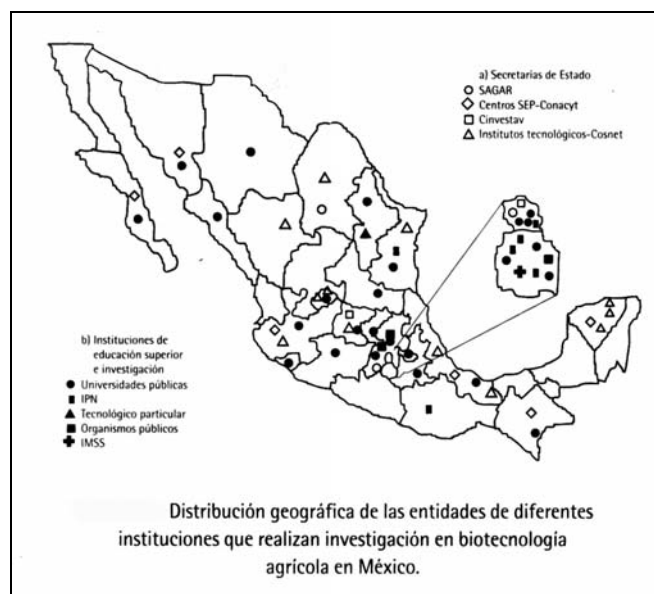 a) Secretarías de Estado
SAGAR
Centros SEP-Conacyt
Cinvestav
Institutos tecnológicos-Cosnet
b) Instituciones de
educación superior
e investigación
Universidades públicas
IPN
Tecnológico particular
Organismos públicos
IMSS
Distribución geográfica de las entidades de diferentes
instituciones que realizan investigación en biotecnología
agrícola en México.